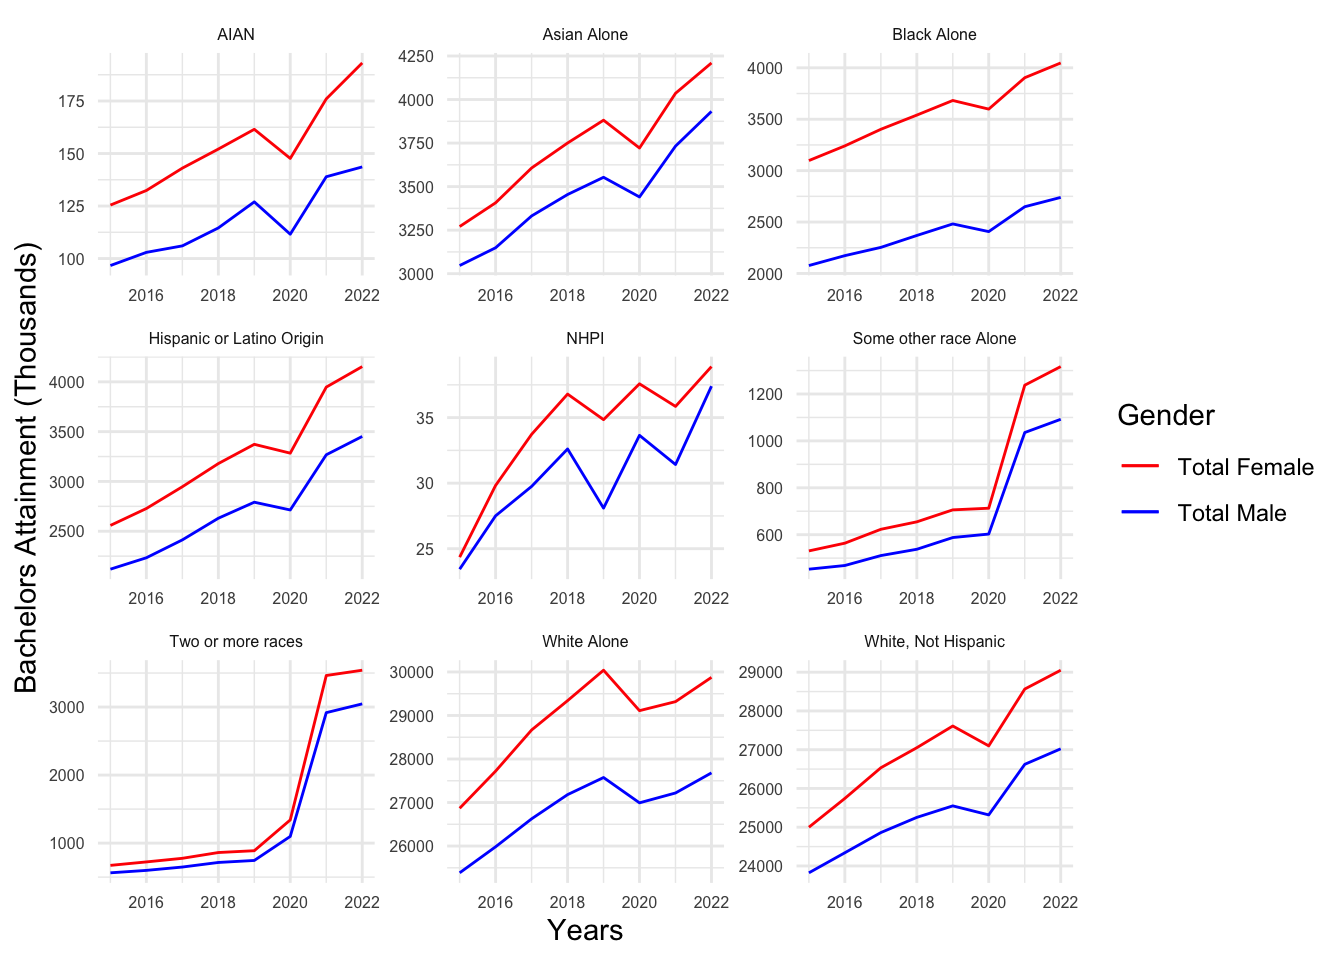 AIAN
Asian Alone
Black Alone
175
150
125
100
4250
4000
3750
3500
3250
3000
4000
3500
3000
2500
2000
2016 2018 2020 2022
2016 2018 2020 2022
2016 2018 2020 2022
Hispanic or Latino Origin
NHPI
Some other race Alone
4000
3500
3000
2500
35
30
25
1200
1000
800
600
2016 2018 2020 2022
2016 2018 2020 2022
2016 2018 2020 2022
Two or more races
White Alone
White, Not Hispanic
3000
2000
1000
30000
29000
28000
27000
26000
29000
28000
27000
26000
25000
24000
2016 2018 2020 2022
2016 2018 2020 2022
2016 2018 2020 2022
Years
Bachelors Attainment (Thousands)
Gender
Total Female
Total Male